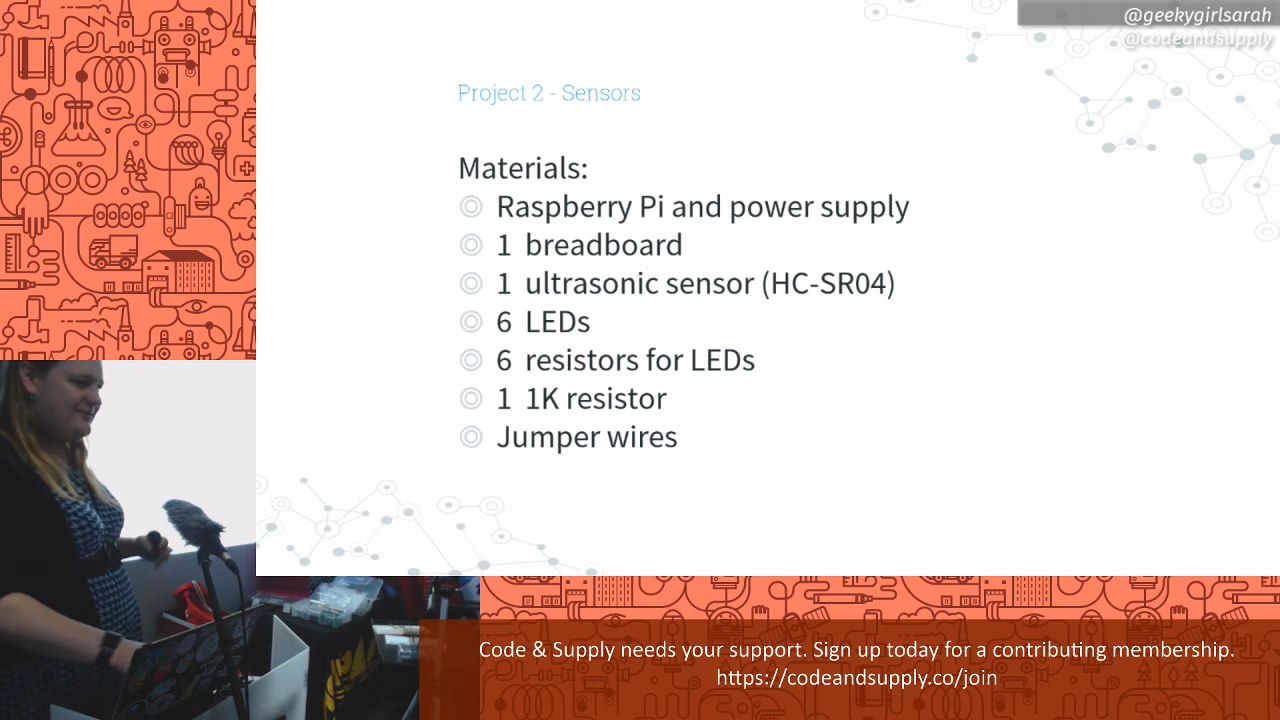 @geekygirlsarah
@codeandsupply
Project 2 - Sensors
Materials:
Raspberry Pi and power supply
1 breadboard
1 ultrasonic sensor (HC-SR04)
6 LEDs
6 resistors for LEDs
1 1K resistor
Jumper wires
Code & Supply needs your support. Sign up today for a contributing membership.
https://codeandsupply.co/join